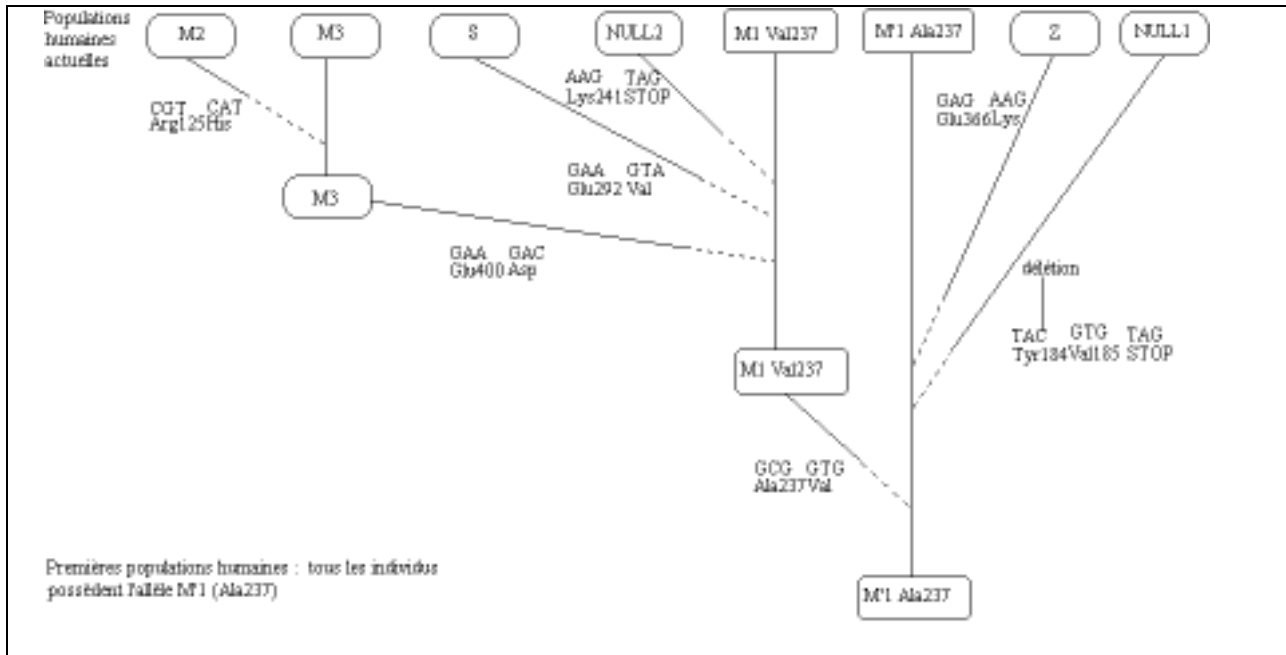 Populations
humaines
actuelles
M2
M3
S
NULL2
M1 Val237
M'1 Ala237
Z
NULL1
AAG TAG
Lys241STOP
GAG AAG
Glu366Lys
CGT CAT
Arg125His
GAA GTA
Glu292 Val
M3
GAA GAC
Glu400 Asp
délétion
TAC GTG TAG
Tyr184Val185 STOP
M1 Val237
GCG GTG
Ala237Val
Premières populations humaines : tous les individus
possèdent l'allèle M'1 (Ala237)
M'1 Ala237